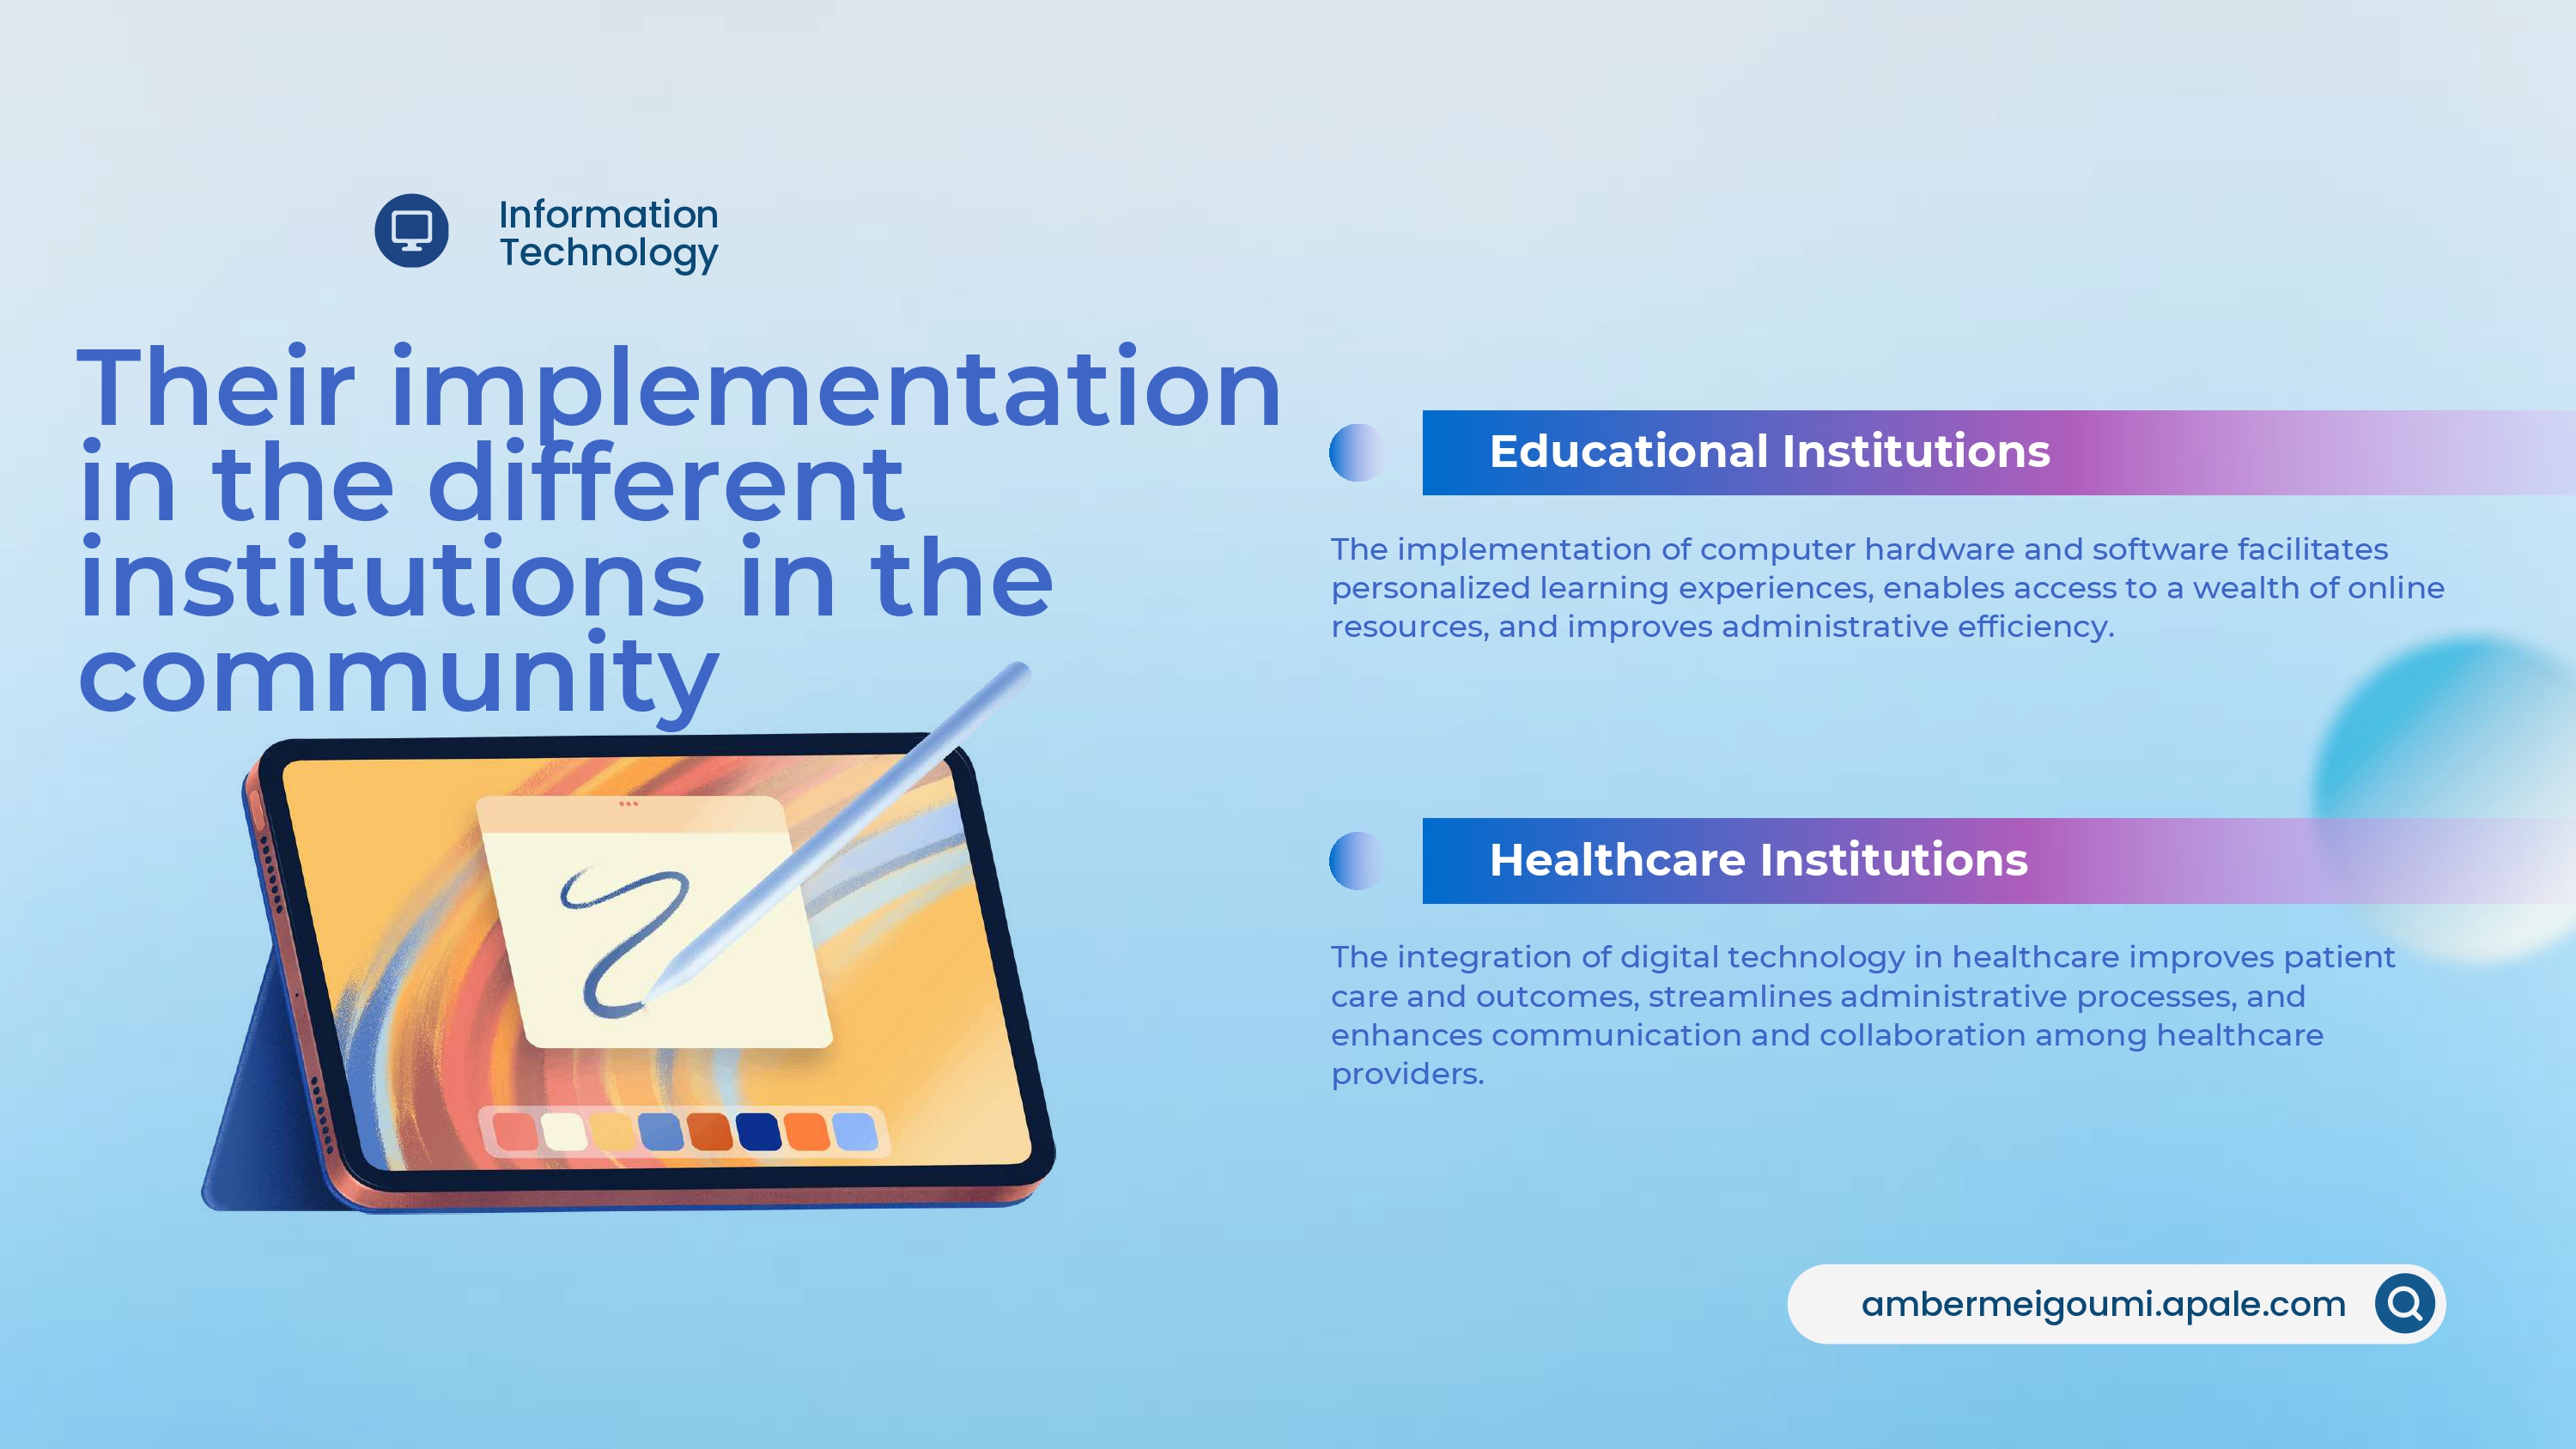 Information
Technology
Their implementation
in the different
institutions in the
community
Educational Institutions
The implementation of computer hardware and software facilitates
personalized learning experiences, enables access to a wealth of online
resources, and improves administrative efficiency.
Healthcare Institutions
The integration of digital technology in healthcare improves patient
care and outcomes, streamlines administrative processes, and
enhances communication and collaboration among healthcare
providers.
ambermeigoumi.apale.com